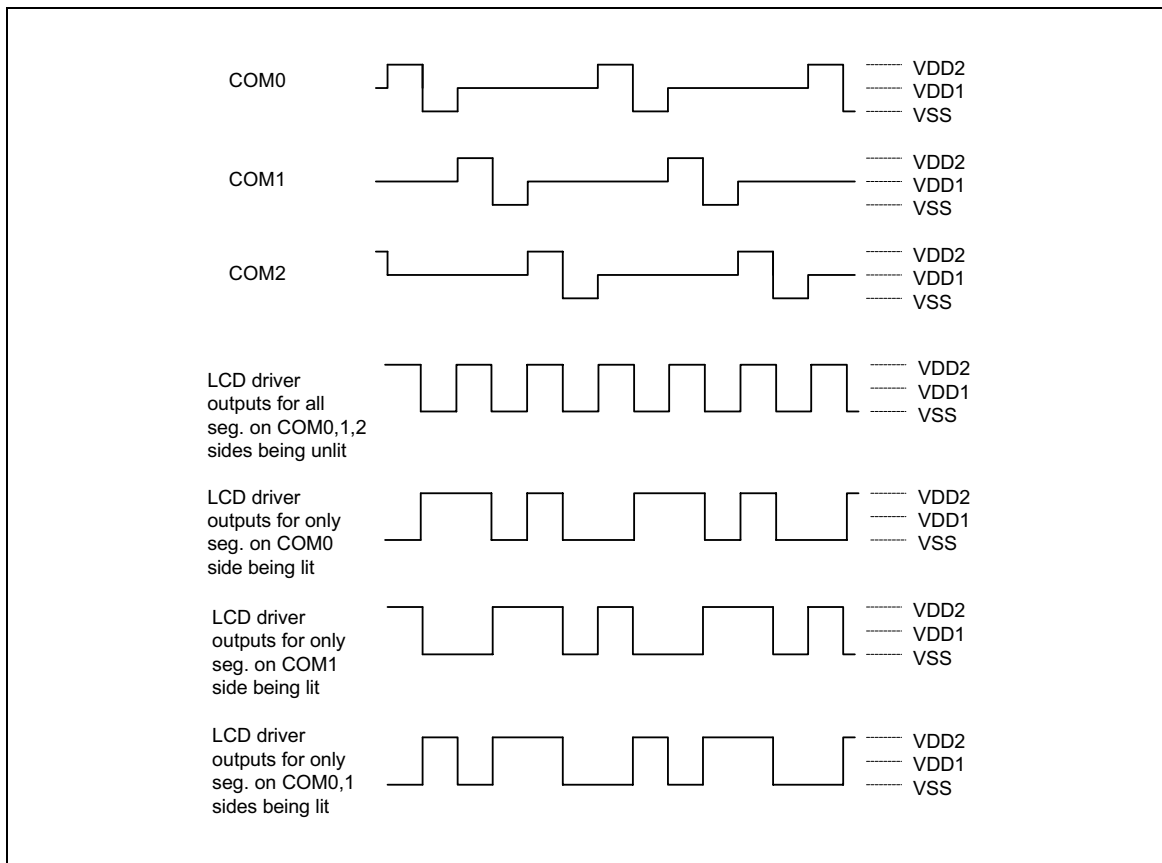 COM0
VDD2
VDD1
VSS
COM1
VDD2
VDD1
VSS
COM2
VDD2
VDD1
VSS
LCD driver
outputs for all
seg. on COM0,1,2
sides being unlit
VDD2
VDD1
VSS
LCD driver
outputs for only
seg. on COM0
side being lit
VDD2
VDD1
VSS
LCD driver
outputs for only
seg. on COM1
side being lit
VDD2
VDD1
VSS
LCD driver
outputs for only
seg. on COM0,1
sides being lit
VDD2
VDD1
VSS